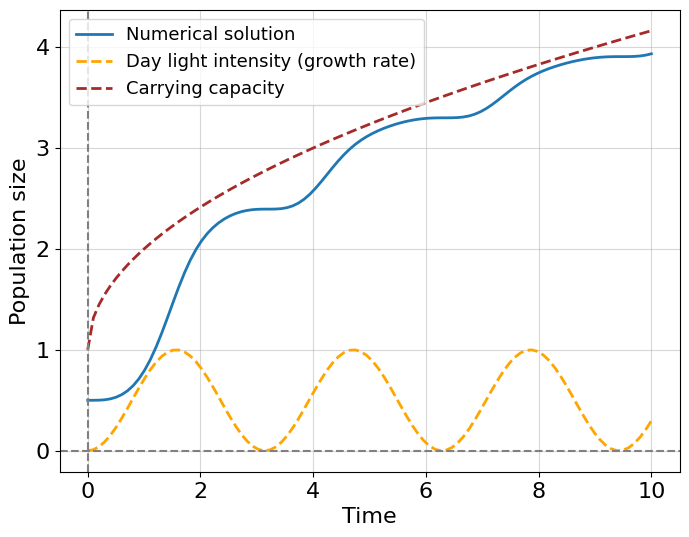 Numerical solution
Day light intensity (growth rate)
Carrying capacity
Population size
4
3
2
1
0
0 2 4 6 8 10
Time